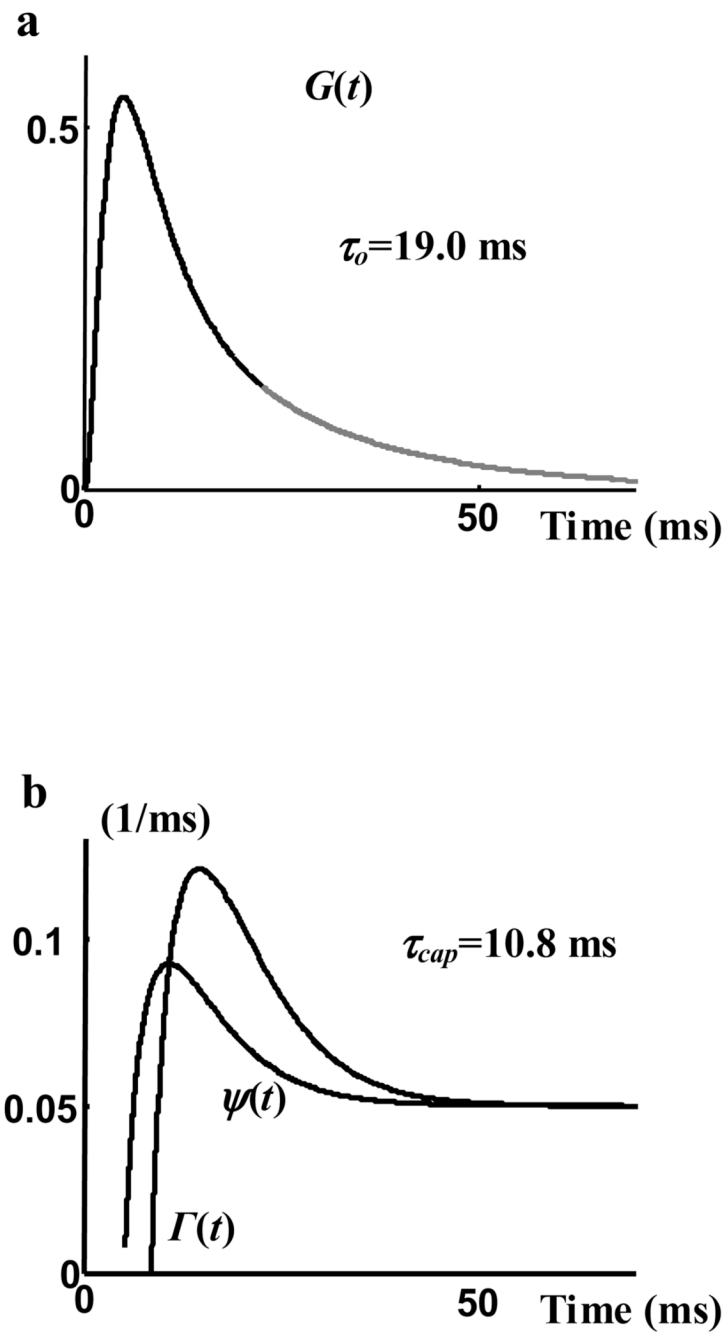 a
G(t)
0.5
τo=19.0 ms
0
0
50
Time (ms)
b
(1/ms)
0.1
τcap=10.8 ms
0.05
ψ(t)
Γ(t)
0
0
50
Time (ms)